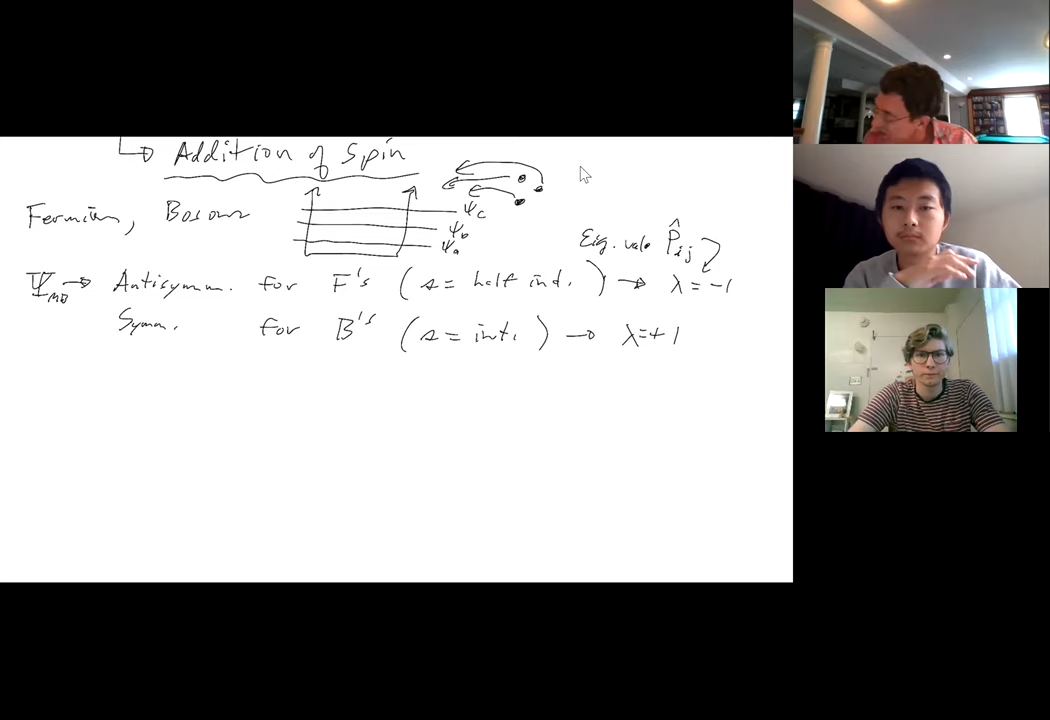 ↳ Addition of Spin
Fermions, Bosons
ψc
ψb
ψa
Eig. value P̂ij
Ψ → Antisymm. for F's (s = half int.) → λ = -1
Symm. for B's (s = int.) → λ = +1